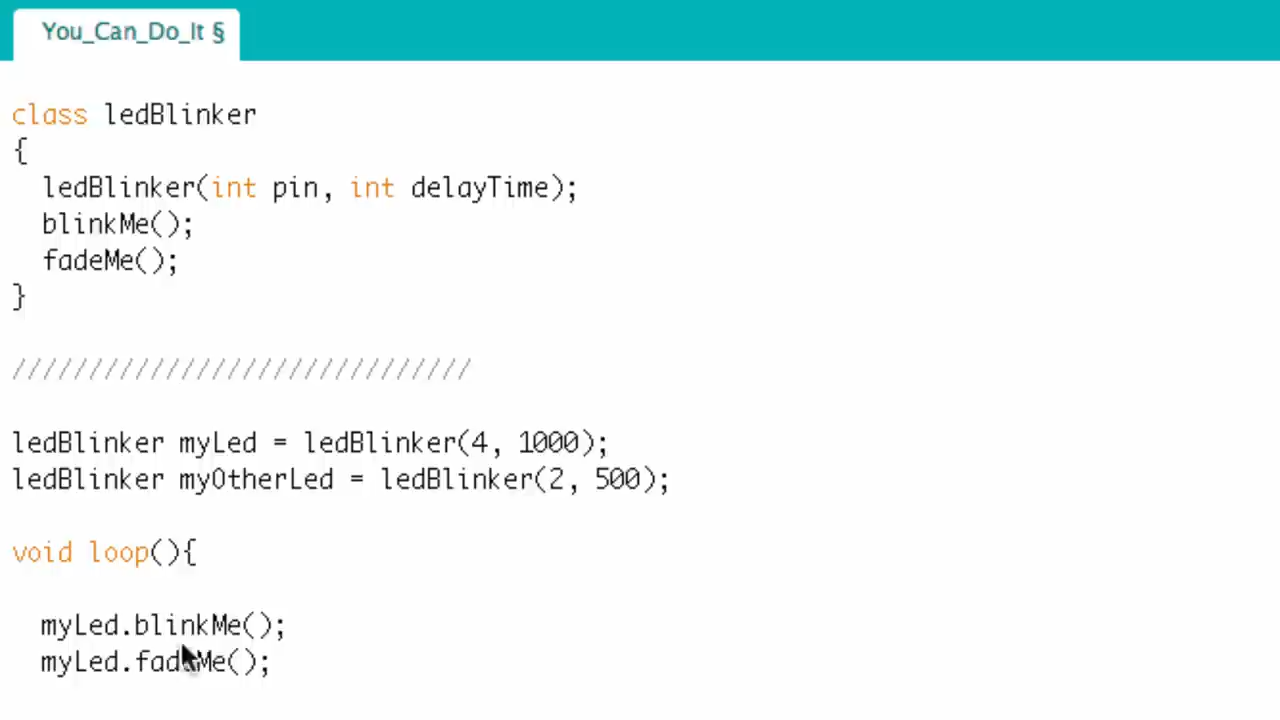 You_Can_Do_It §
class ledBlinker
{
ledBlinker(int pin, int delayTime);
blinkMe();
fadeMe();
}
//////////////////////////////
ledBlinker myLed = ledBlinker(4, 1000);
ledBlinker myOtherLed = ledBlinker(2, 500);
void loop(){
myLed.blinkMe();
myLed.fadeMe();